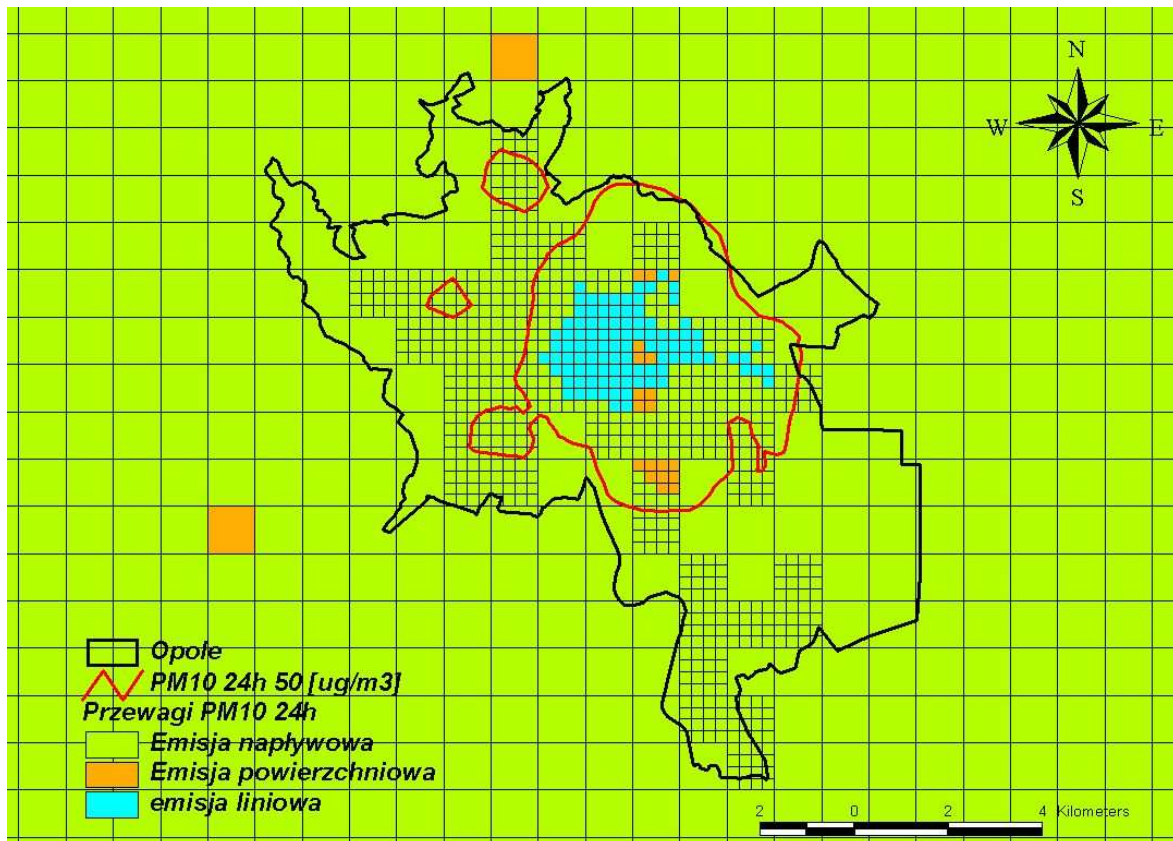 N
W E
S
Opole
PM10 24h 50 [ug/m3]
Przewagi PM10 24h
Emisja napływowa
Emisja powierzchniowa
emisja liniowa
2 0 2 4 Kilometers